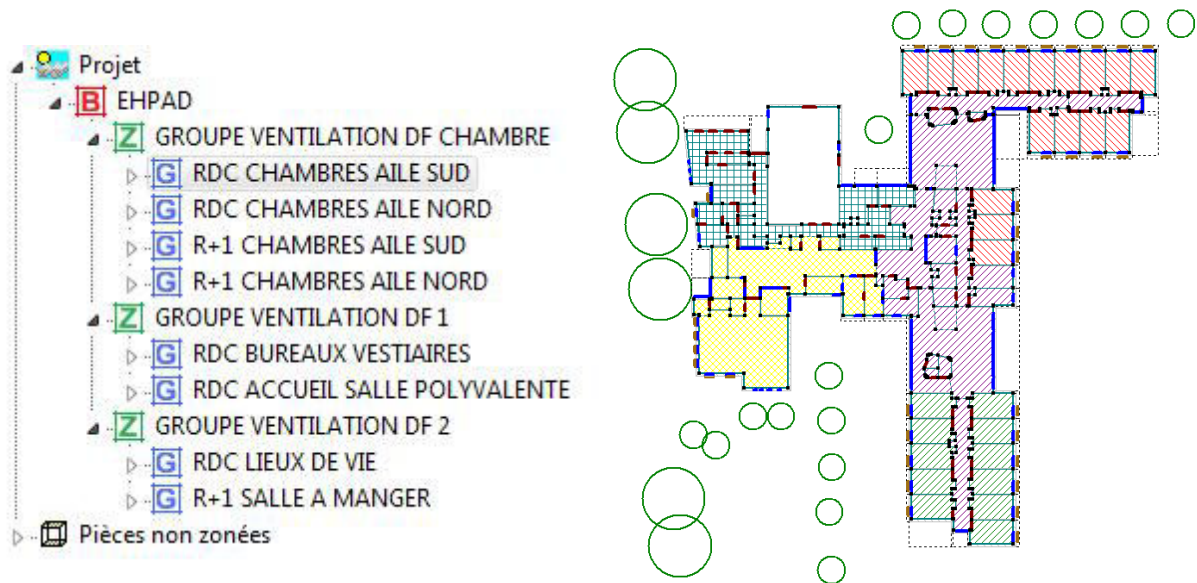 Projet
B EHPAD
Z GROUPE VENTILATION DF CHAMBRE
G RDC CHAMBRES AILE SUD
G RDC CHAMBRES AILE NORD
G R+1 CHAMBRES AILE SUD
G R+1 CHAMBRES AILE NORD
Z GROUPE VENTILATION DF 1
G RDC BUREAUX VESTIAIRES
G RDC ACCUEIL SALLE POLYVALENTE
Z GROUPE VENTILATION DF 2
G RDC LIEUX DE VIE
G R+1 SALLE A MANGER
Pièces non zonées